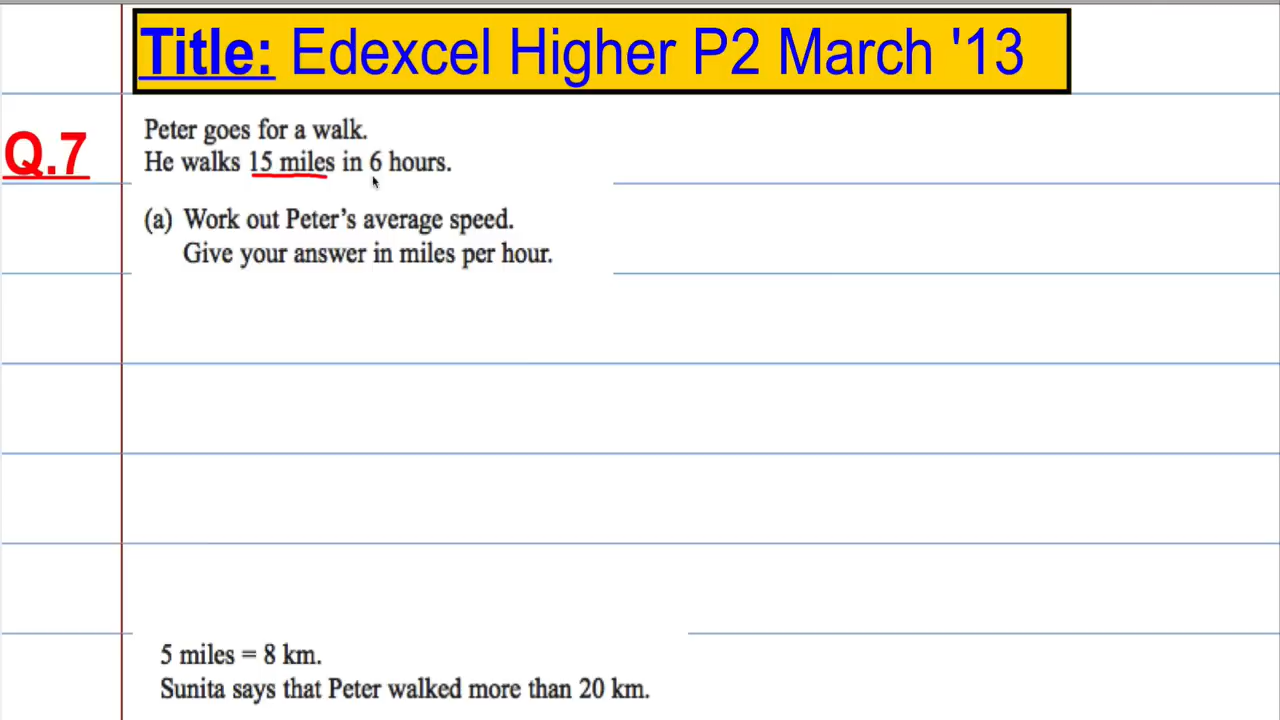 Title: Edexcel Higher P2 March '13
Q.7
Peter goes for a walk.
He walks 15 miles in 6 hours.
(a) Work out Peter's average speed.
Give your answer in miles per hour.
5 miles = 8 km.
Sunita says that Peter walked more than 20 km.